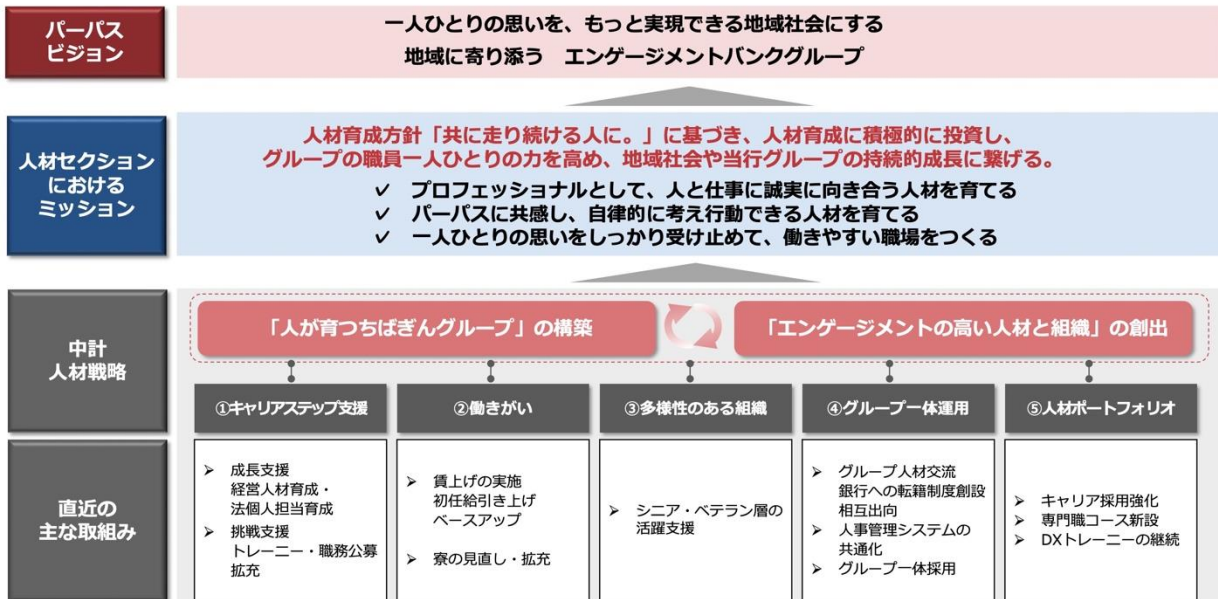 パーパス
ビジョン
一人ひとりの思いを、もっと実現できる地域社会にする
地域に寄り添う　エンゲージメントバンクグループ
人材セクション
における
ミッション
人材育成方針「共に走り続ける人に。」に基づき、人材育成に積極的に投資し、
グループの職員一人ひとりの力を高め、地域社会や当行グループの持続的成長に繋げる。
✓ プロフェッショナルとして、人と仕事に誠実に向き合う人材を育てる
✓ パーパスに共感し、自律的に考え行動できる人材を育てる
✓ 一人ひとりの思いをしっかり受け止めて、働きやすい職場をつくる
中計
人材戦略
「人が育つちばぎんグループ」の構築
「エンゲージメントの高い人材と組織」の創出
①キャリアステップ支援
②働きがい
③多様性のある組織
④グループ一体運用
⑤人材ポートフォリオ
直近の
主な取組み
➢ 成長支援
経営人材育成・
法個人担当育成
➢ 挑戦支援
トレーニー・職務公募
拡充
➢ 賃上げの実施
初任給引き上げ
ベースアップ
➢ 寮の見直し・拡充
➢ シニア・ベテラン層の
活躍支援
➢ グループ人材交流
銀行への転籍制度創設
相互出向
➢ 人事管理システムの
共通化
➢ グループ一体採用
➢ キャリア採用強化
➢ 専門職コース新設
➢ DXトレーニーの継続